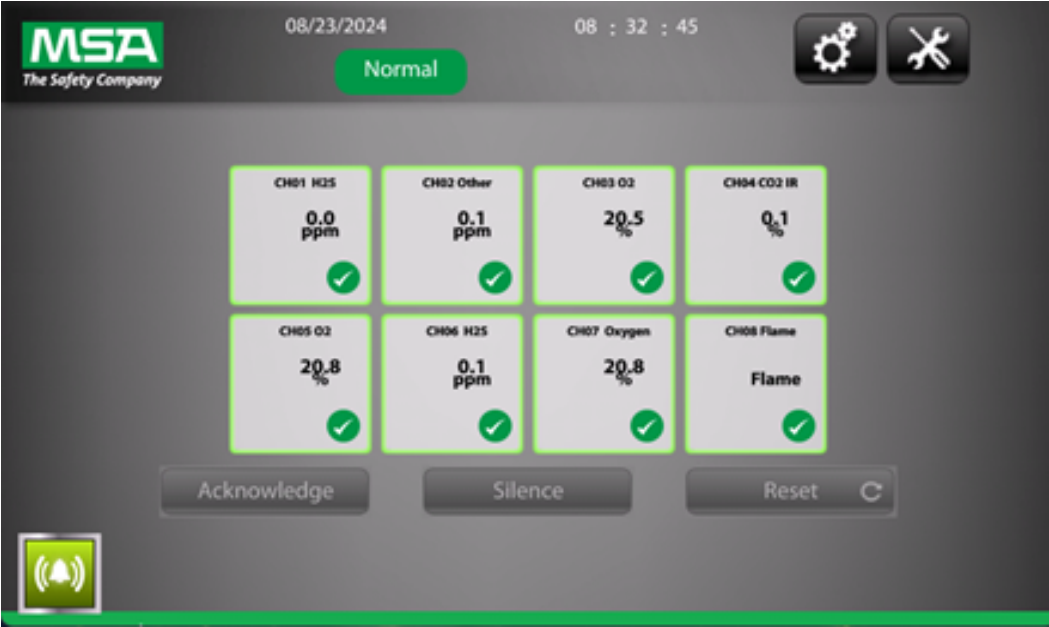 MSA
The Safety Company
08/23/2024
08 : 32 : 45
Normal
CH01 H2S
0.0
ppm
CH02 Other
0.1
ppm
CH03 O2
20.5
%
CH04 CO2 IR
0.1
%
CH05 O2
20.8
%
CH06 H2S
0.1
ppm
CH07 Oxygen
20.8
%
CH08 Flame
Flame
Acknowledge
Silence
Reset